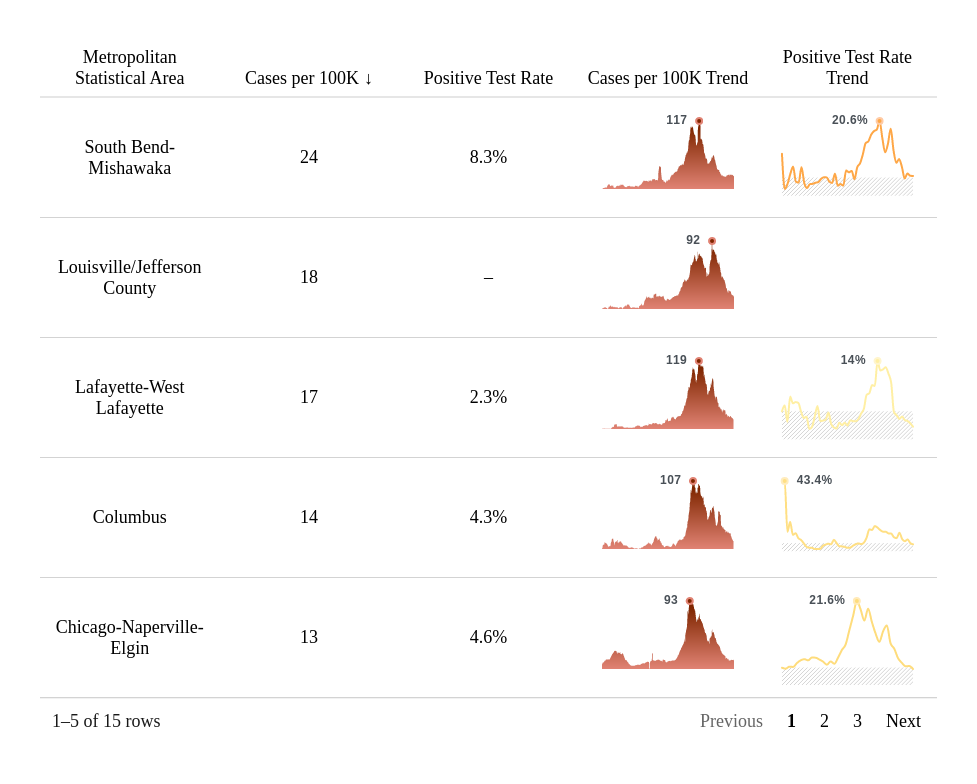 Metropolitan
Statistical Area
Cases per 100K ↓
Positive Test Rate
Cases per 100K Trend
Positive Test Rate
Trend
South Bend-
Mishawaka
24
8.3%
117
20.6%
Louisville/Jefferson
County
18
–
92
Lafayette-West
Lafayette
17
2.3%
119
14%
Columbus
14
4.3%
107
43.4%
Chicago-Naperville-
Elgin
13
4.6%
93
21.6%
1–5 of 15 rows
Previous 1 2 3 Next